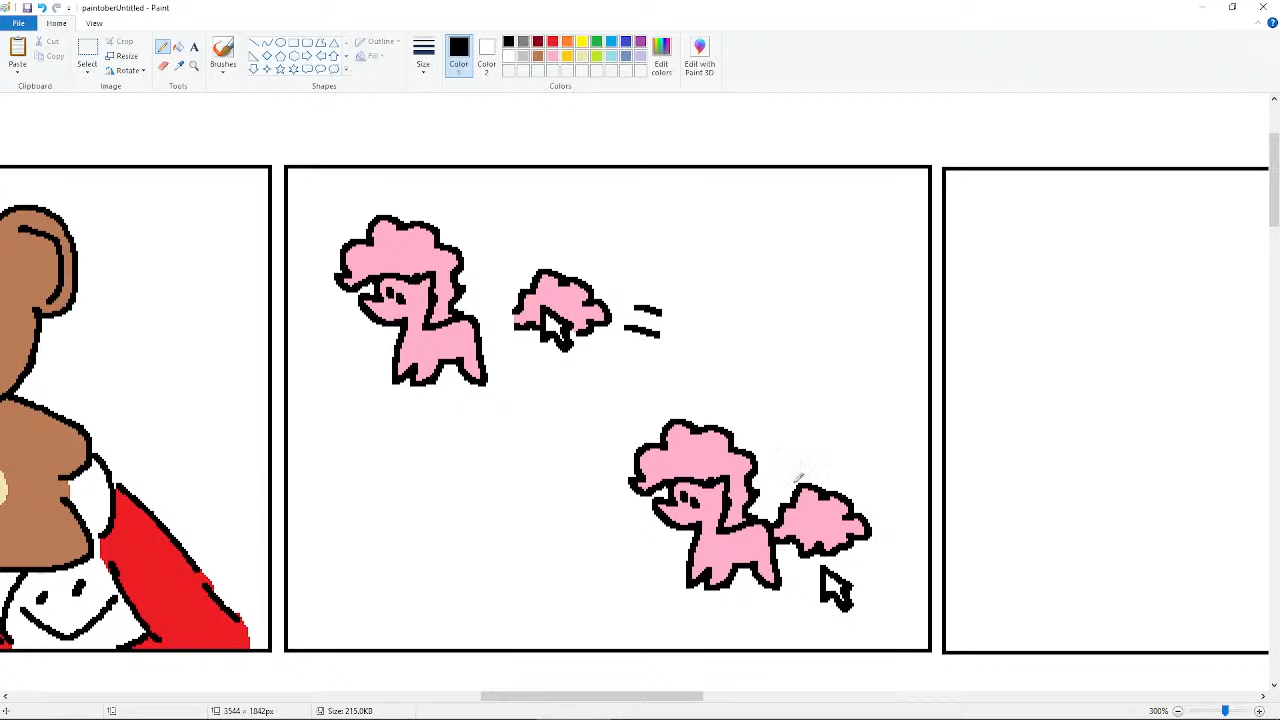 paintoberUntitled - Paint
File
Home
View
Paste
Cut
Copy
Clipboard
Select
Crop
Resize
Rotate
Image
A
Tools
Brushes
Shapes
Outline
Fill
Size
Color
1
Color
2
Edit
colors
Edit with
Paint 3D
Colors
3544 × 1842px
Size: 215.0KB
300%